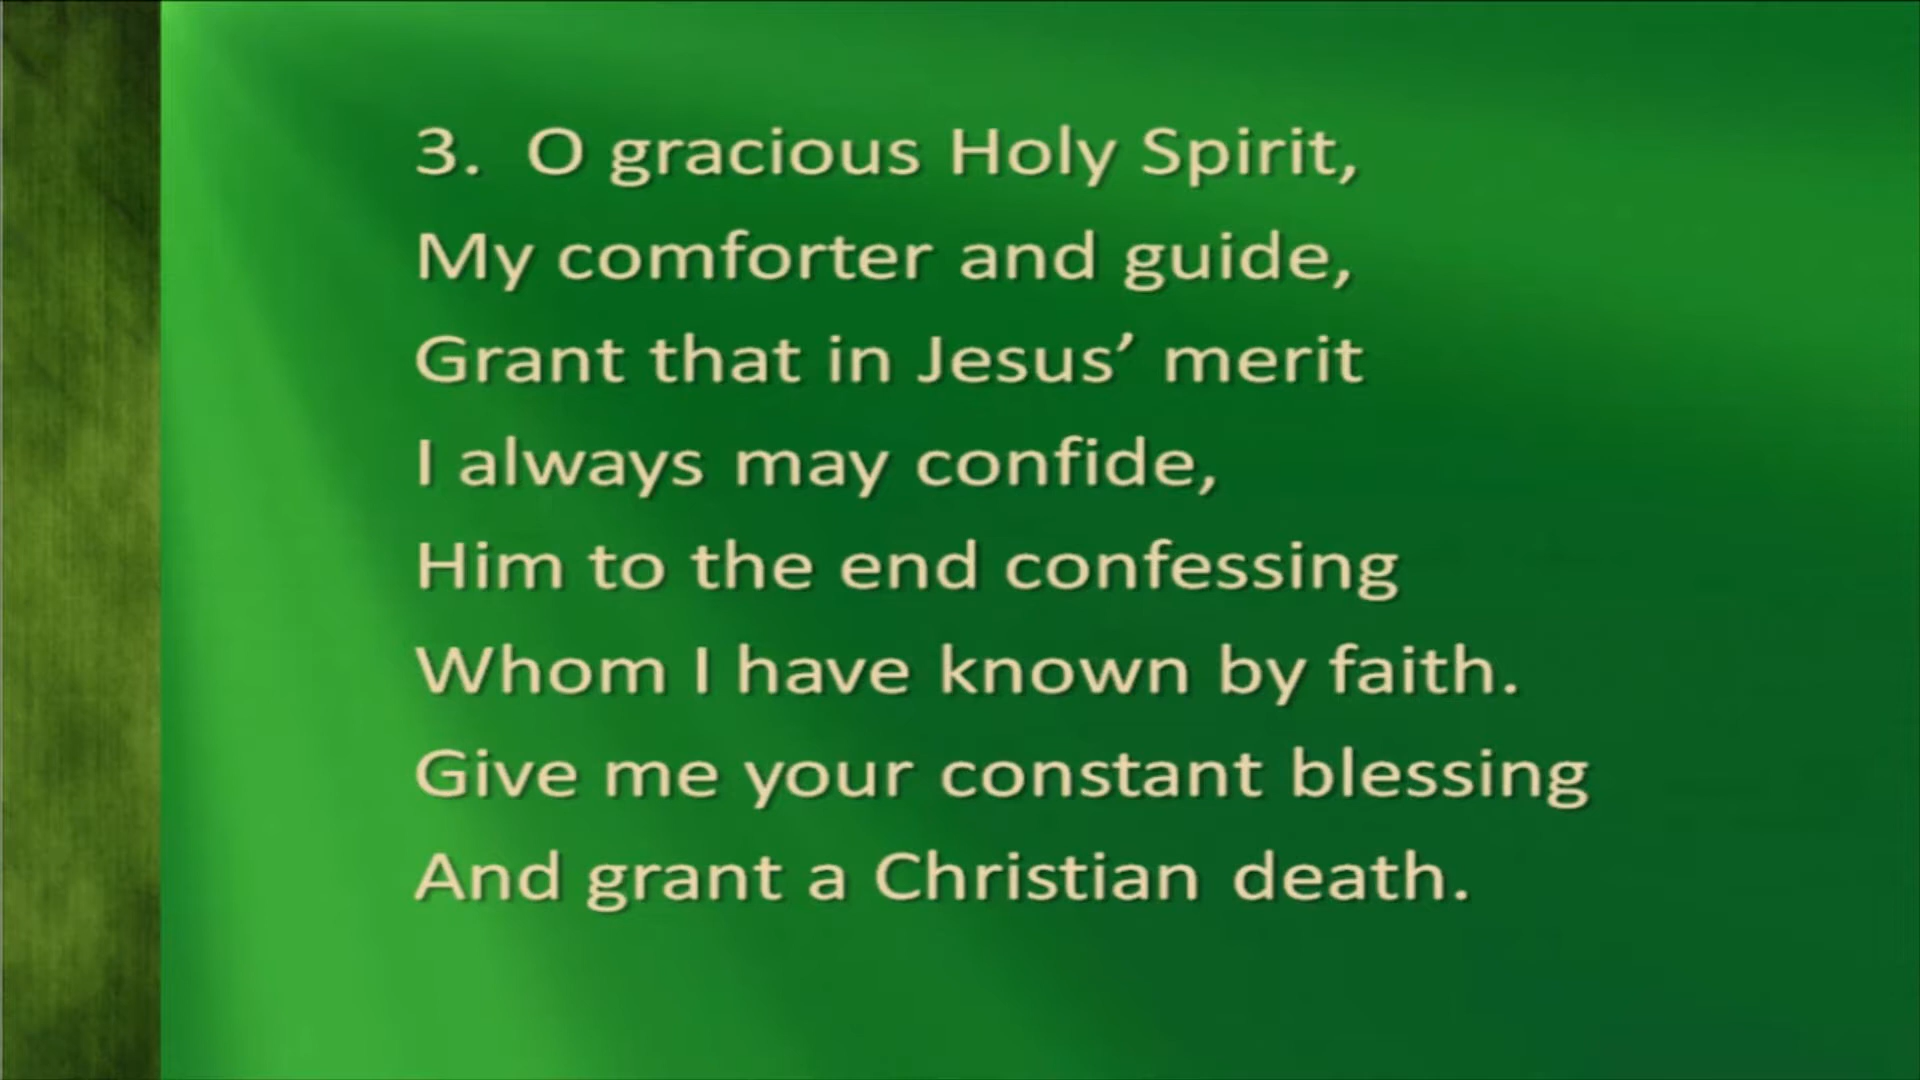 3. O gracious Holy Spirit,
My comforter and guide,
Grant that in Jesus’ merit
I always may confide,
Him to the end confessing
Whom I have known by faith.
Give me your constant blessing
And grant a Christian death.